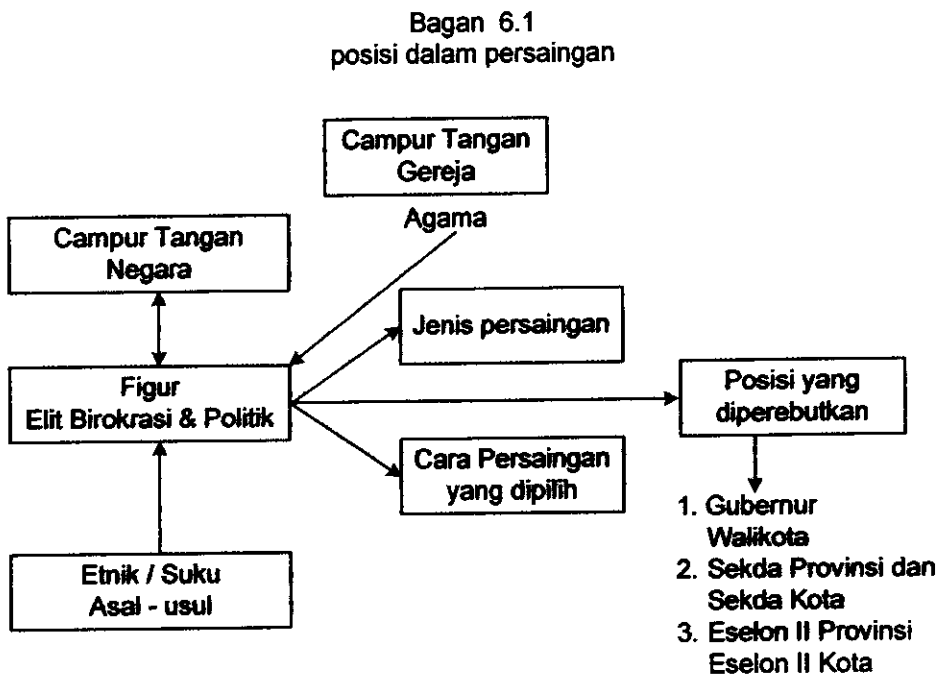 Bagan 6.1
posisi dalam persaingan
Campur Tangan
Gereja
Agama
Campur Tangan
Negara
Jenis persaingan
Figur
Elit Birokrasi & Politik
Posisi yang
diperebutkan
Cara Persaingan
yang dipilih
1. Gubernur
Walikota
2. Sekda Provinsi dan
Sekda Kota
3. Eselon II Provinsi
Eselon II Kota
Etnik / Suku
Asal - usul